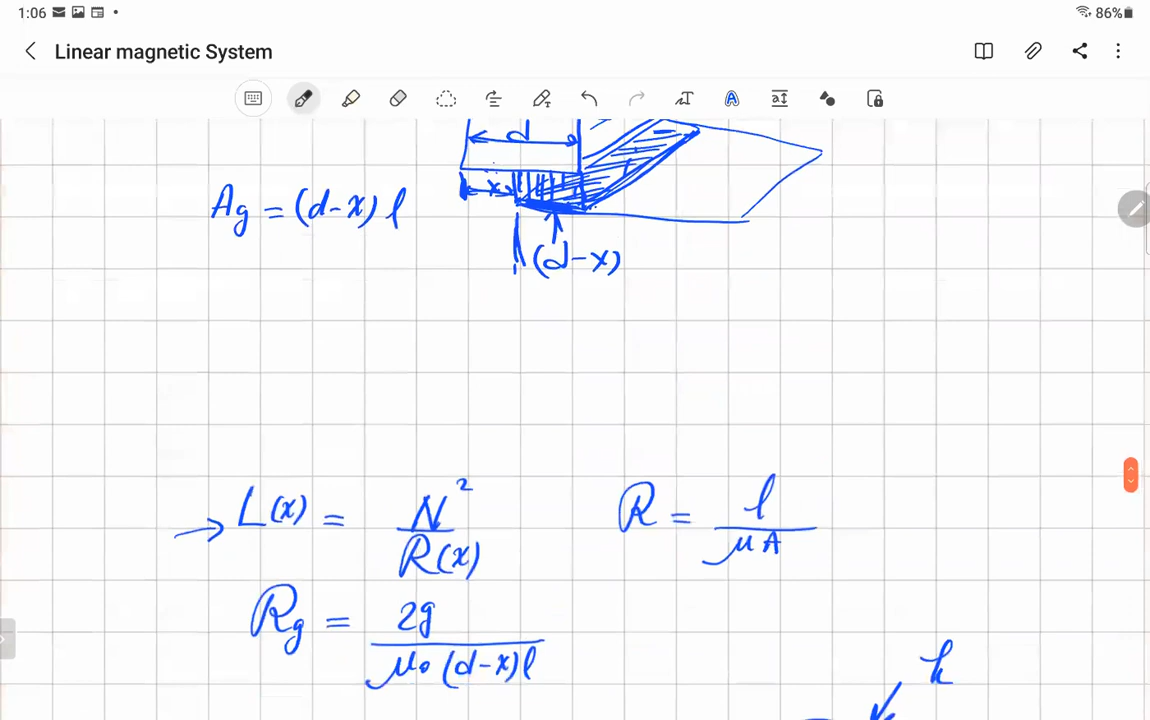 1:06
86%
Linear magnetic System
d
x
Ag = (d-x) l
(d-x)
L(x) = N² / R(x)
R = l / μA
Rg = 2g / μ₀ (d-x) l
h